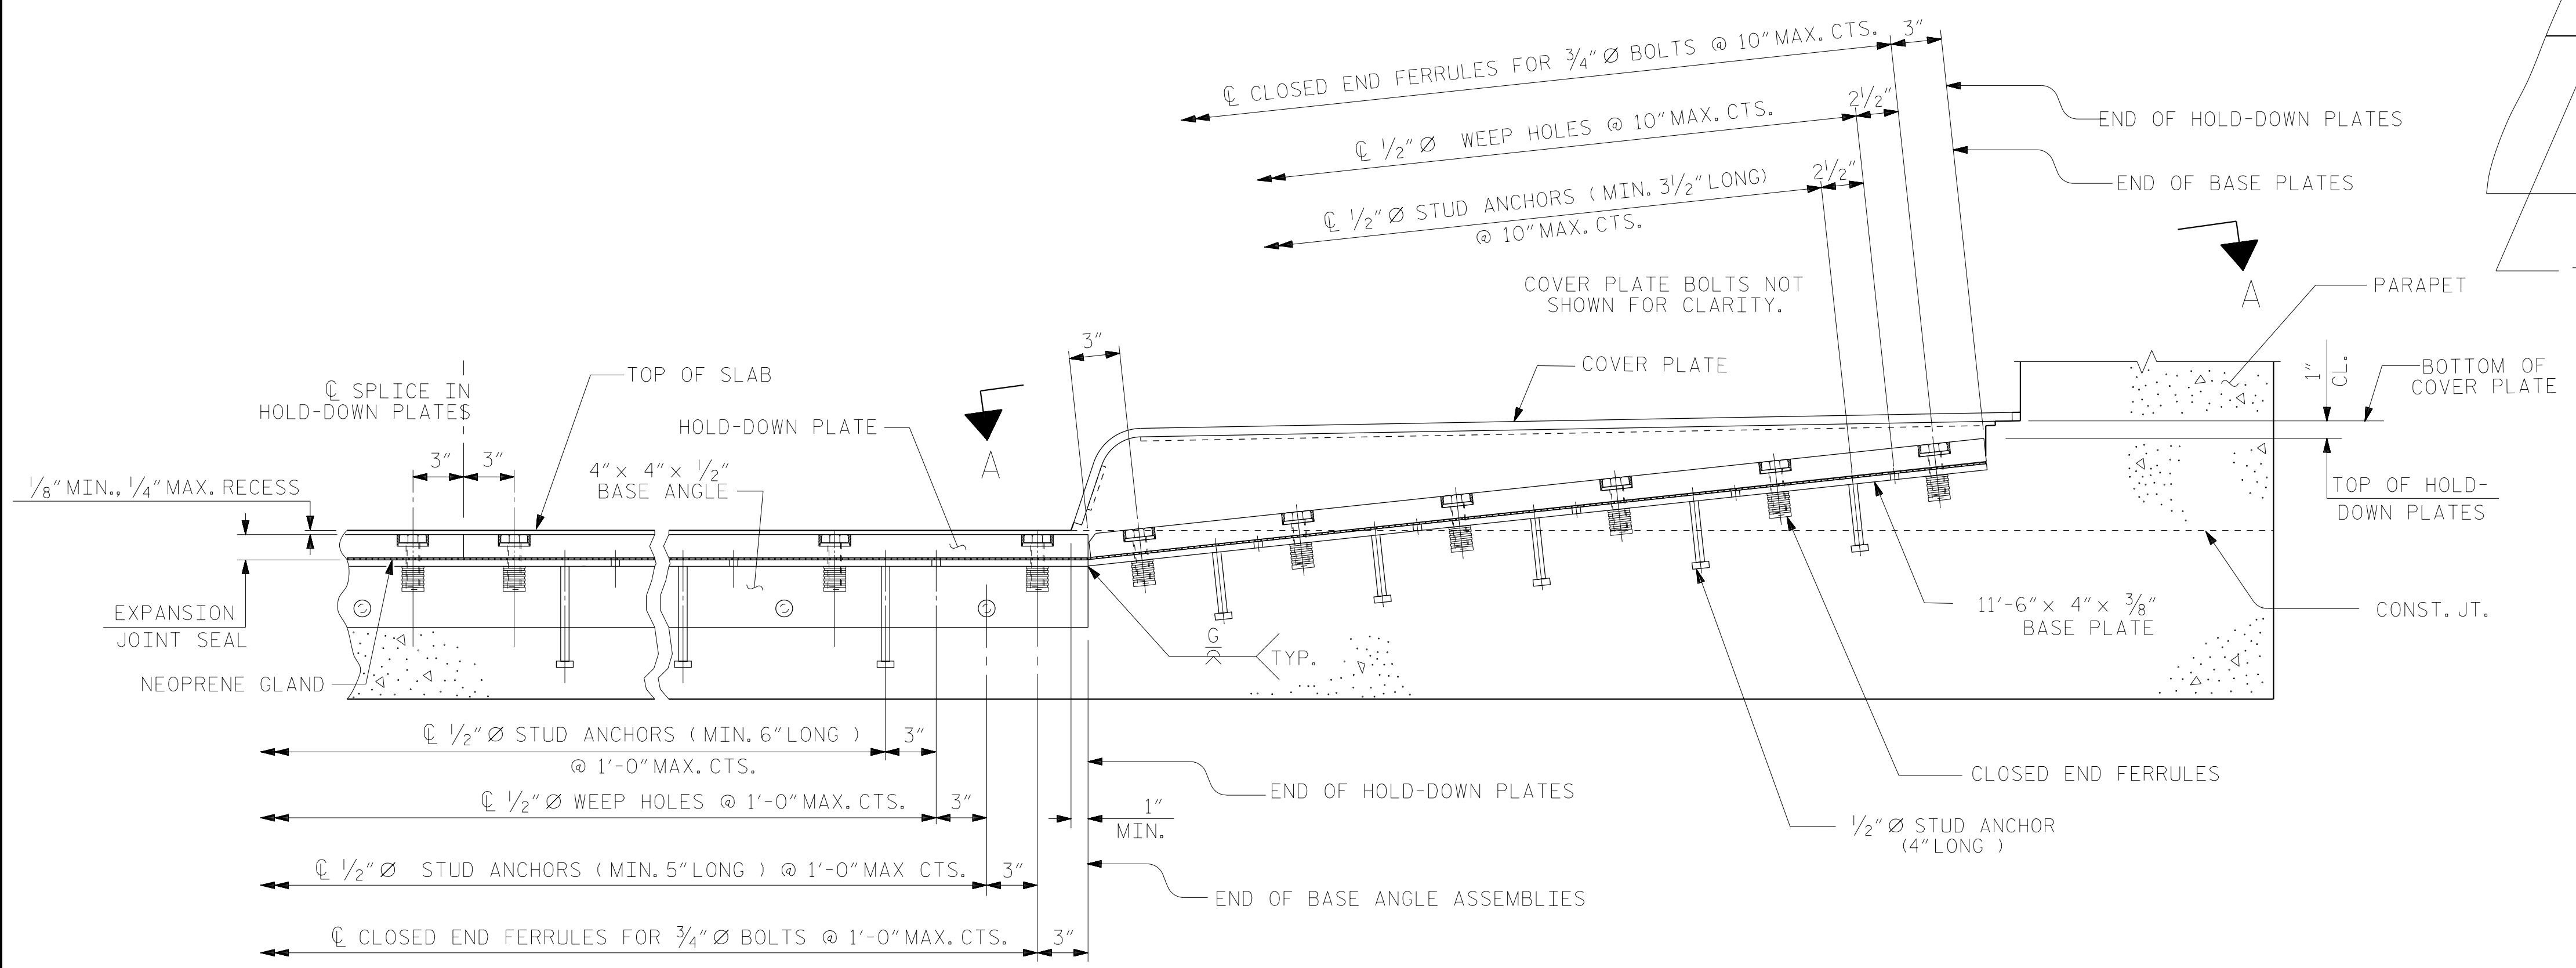 ℄ CLOSED END FERRULES FOR 3/4"Ø BOLTS @ 10"MAX. CTS.
3"
℄ 1/2"Ø WEEP HOLES @ 10"MAX. CTS.
2 1/2"
℄ 1/2"Ø STUD ANCHORS (MIN. 3 1/2"LONG)
@ 10"MAX. CTS.
2 1/2"
END OF HOLD-DOWN PLATES
END OF BASE PLATES
A
A
COVER PLATE BOLTS NOT
SHOWN FOR CLARITY.
PARAPET
3"
1"
CL.
BOTTOM OF
COVER PLATE
COVER PLATE
℄ SPLICE IN
HOLD-DOWN PLATES
TOP OF SLAB
HOLD-DOWN PLATE
3"
3"
4"x 4"x 1/2"
BASE ANGLE
1/8"MIN., 1/4"MAX. RECESS
TOP OF HOLD-
DOWN PLATES
EXPANSION
JOINT SEAL
11'-6"x 4"x 3/8"
BASE PLATE
CONST. JT.
G
TYP.
NEOPRENE GLAND
℄ 1/2"Ø STUD ANCHORS (MIN. 6"LONG )
@ 1'-0"MAX. CTS.
3"
CLOSED END FERRULES
END OF HOLD-DOWN PLATES
℄ 1/2"Ø WEEP HOLES @ 1'-0"MAX. CTS.
3"
1"
MIN.
1/2"Ø STUD ANCHOR
(4"LONG )
℄ 1/2"Ø STUD ANCHORS (MIN. 5"LONG ) @ 1'-0"MAX CTS.
3"
END OF BASE ANGLE ASSEMBLIES
℄ CLOSED END FERRULES FOR 3/4"Ø BOLTS @ 1'-0"MAX. CTS.
3"